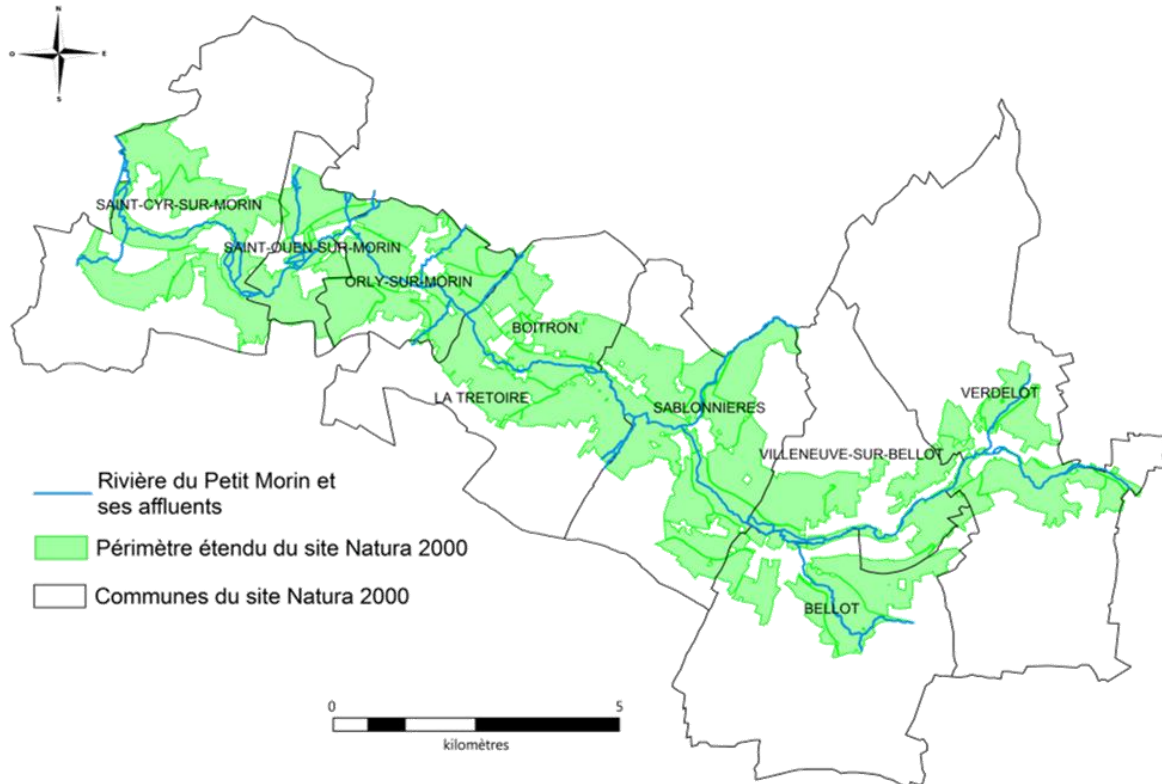 N
O
E
S
SAINT-CYR-SUR-MORIN
SAINT-OUEN-SUR-MORIN
ORLY-SUR-MORIN
BOITRON
LA TRETOIRE
SABLONNIERES
VERDELOT
VILLENEUVE-SUR-BELLOT
BELLOT
Rivière du Petit Morin et
ses affluents
Périmètre étendu du site Natura 2000
Communes du site Natura 2000
0
5
kilomètres